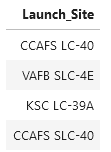 Launch_Site
CCAFS LC-40
VAFB SLC-4E
KSC LC-39A
CCAFS SLC-40